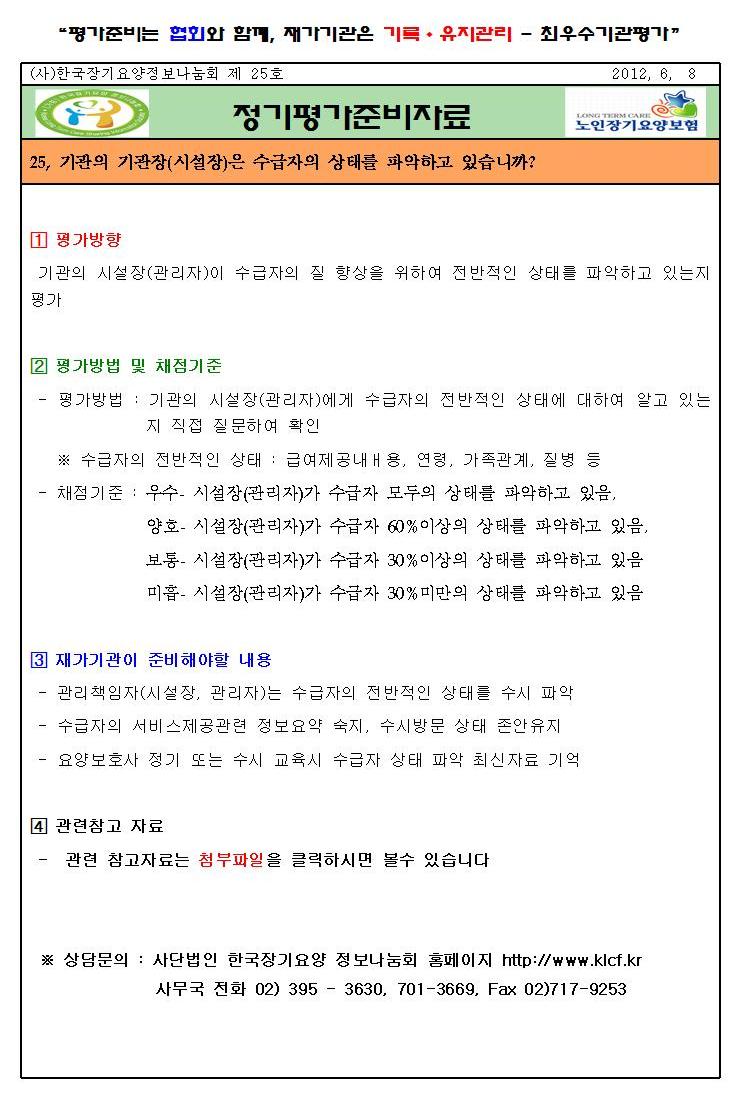 “평가준비는 협회와 함께, 재가기관은 기록·유지관리 - 최우수기관평가”
(사)한국장기요양정보나눔회 제 25호 2012, 6, 8
정기평가준비자료
LONG TERM CARE
노인장기요양보험
25, 기관의 기관장(시설장)은 수급자의 상태를 파악하고 있습니까?
1 평가방향
기관의 시설장(관리자)이 수급자의 질 향상을 위하여 전반적인 상태를 파악하고 있는지
평가
2 평가방법 및 채점기준
- 평가방법 : 기관의 시설장(관리자)에게 수급자의 전반적인 상태에 대하여 알고 있는
지 직접 질문하여 확인
※ 수급자의 전반적인 상태 : 급여제공내ㅐ용, 연령, 가족관계, 질병 등
- 채점기준 : 우수- 시설장(관리자)가 수급자 모두의 상태를 파악하고 있음,
양호- 시설장(관리자)가 수급자 60%이상의 상태를 파악하고 있음,
보통- 시설장(관리자)가 수급자 30%이상의 상태를 파악하고 있음
미흡- 시설장(관리자)가 수급자 30%미만의 상태를 파악하고 있음
3 재가기관이 준비해야할 내용
- 관리책임자(시설장, 관리자)는 수급자의 전반적인 상태를 수시 파악
- 수급자의 서비스제공관련 정보요약 숙지, 수시방문 상태 존안유지
- 요양보호사 정기 또는 수시 교육시 수급자 상태 파악 최신자료 기억
4 관련참고 자료
- 관련 참고자료는 첨부파일을 클릭하시면 볼수 있습니다
※ 상담문의 : 사단법인 한국장기요양 정보나눔회 홈페이지 http://www.klcf.kr
사무국 전화 02) 395 - 3630, 701-3669, Fax 02)717-9253